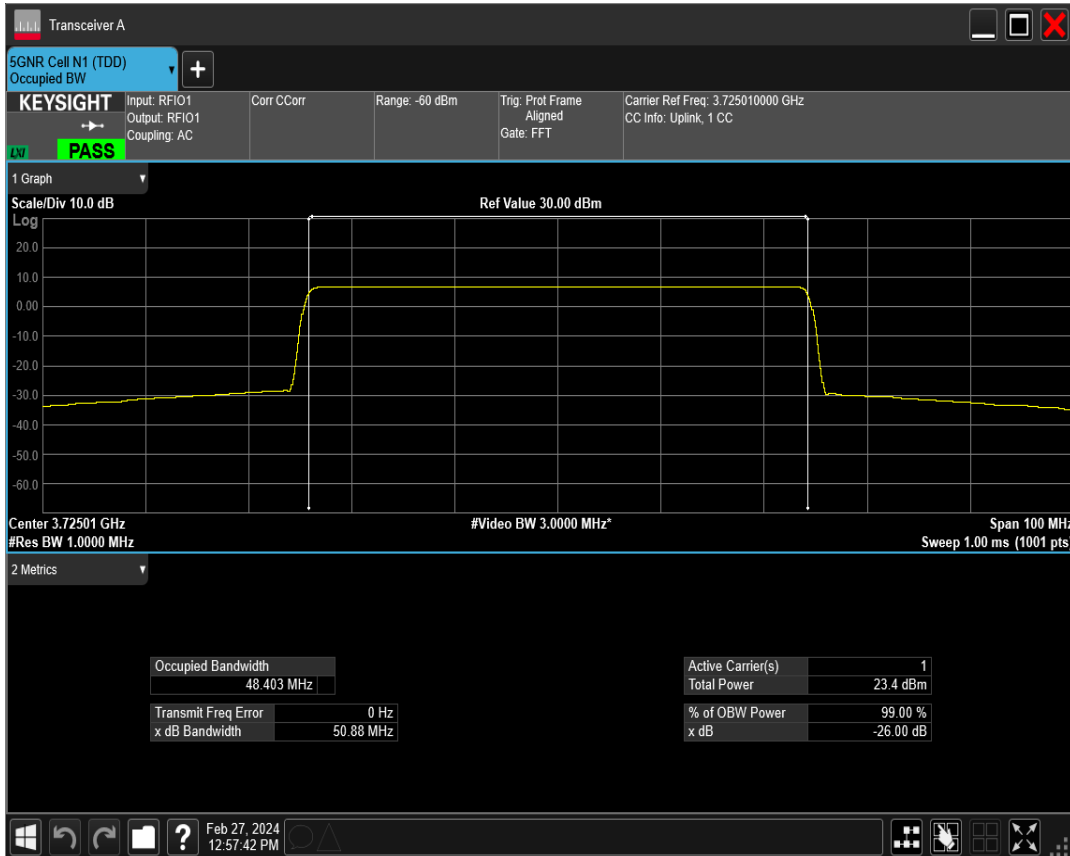 Transceiver A
5GNR Cell N1 (TDD)
Occupied BW
+
KEYSIGHT
LXI
PASS
Input: RFIO1
Output: RFIO1
Coupling: AC
Corr CCorr
Range: -60 dBm
Trig: Prot Frame
Aligned
Gate: FFT
Carrier Ref Freq: 3.725010000 GHz
CC Info: Uplink, 1 CC
1 Graph
Scale/Div 10.0 dB
Ref Value 30.00 dBm
Log
20.0
10.0
0.00
-10.0
-20.0
-30.0
-40.0
-50.0
-60.0
Center 3.72501 GHz
#Video BW 3.0000 MHz*
Span 100 MHz
#Res BW 1.0000 MHz
Sweep 1.00 ms (1001 pts)
2 Metrics
Occupied Bandwidth
48.403 MHz
Transmit Freq Error 0 Hz
x dB Bandwidth 50.88 MHz
Active Carrier(s) 1
Total Power 23.4 dBm
% of OBW Power 99.00 %
x dB -26.00 dB
?
Feb 27, 2024
12:57:42 PM